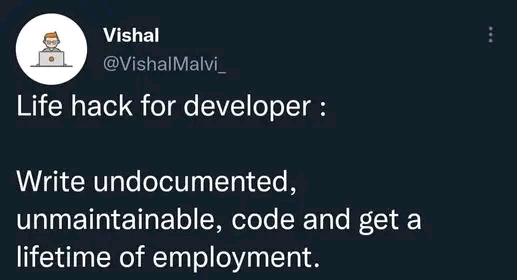 Vishal
@VishalMalvi_
Life hack for developer :
Write undocumented,
unmaintainable, code and get a
lifetime of employment.